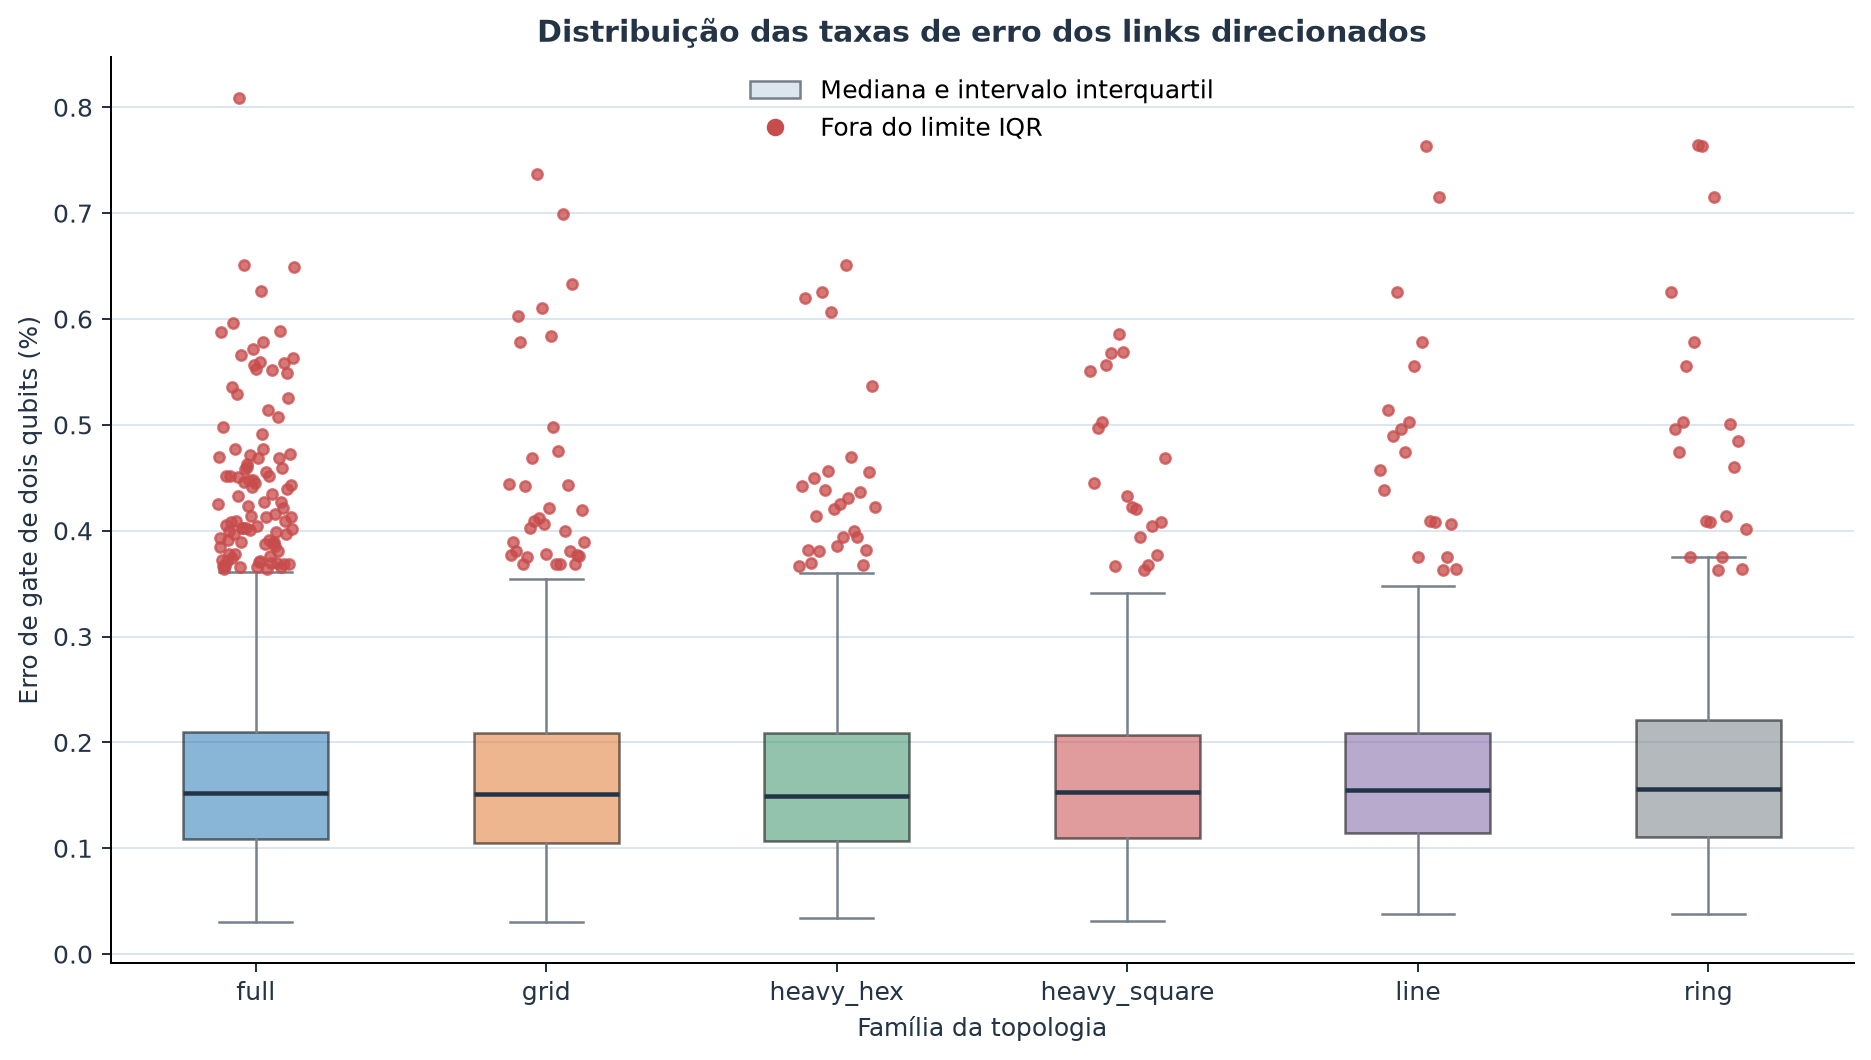 Distribuição das taxas de erro dos links direcionados
Mediana e intervalo interquartil
Fora do limite IQR
Erro de gate de dois qubits (%)
0.8
0.7
0.6
0.5
0.4
0.3
0.2
0.1
0.0
full grid heavy_hex heavy_square line ring
Família da topologia